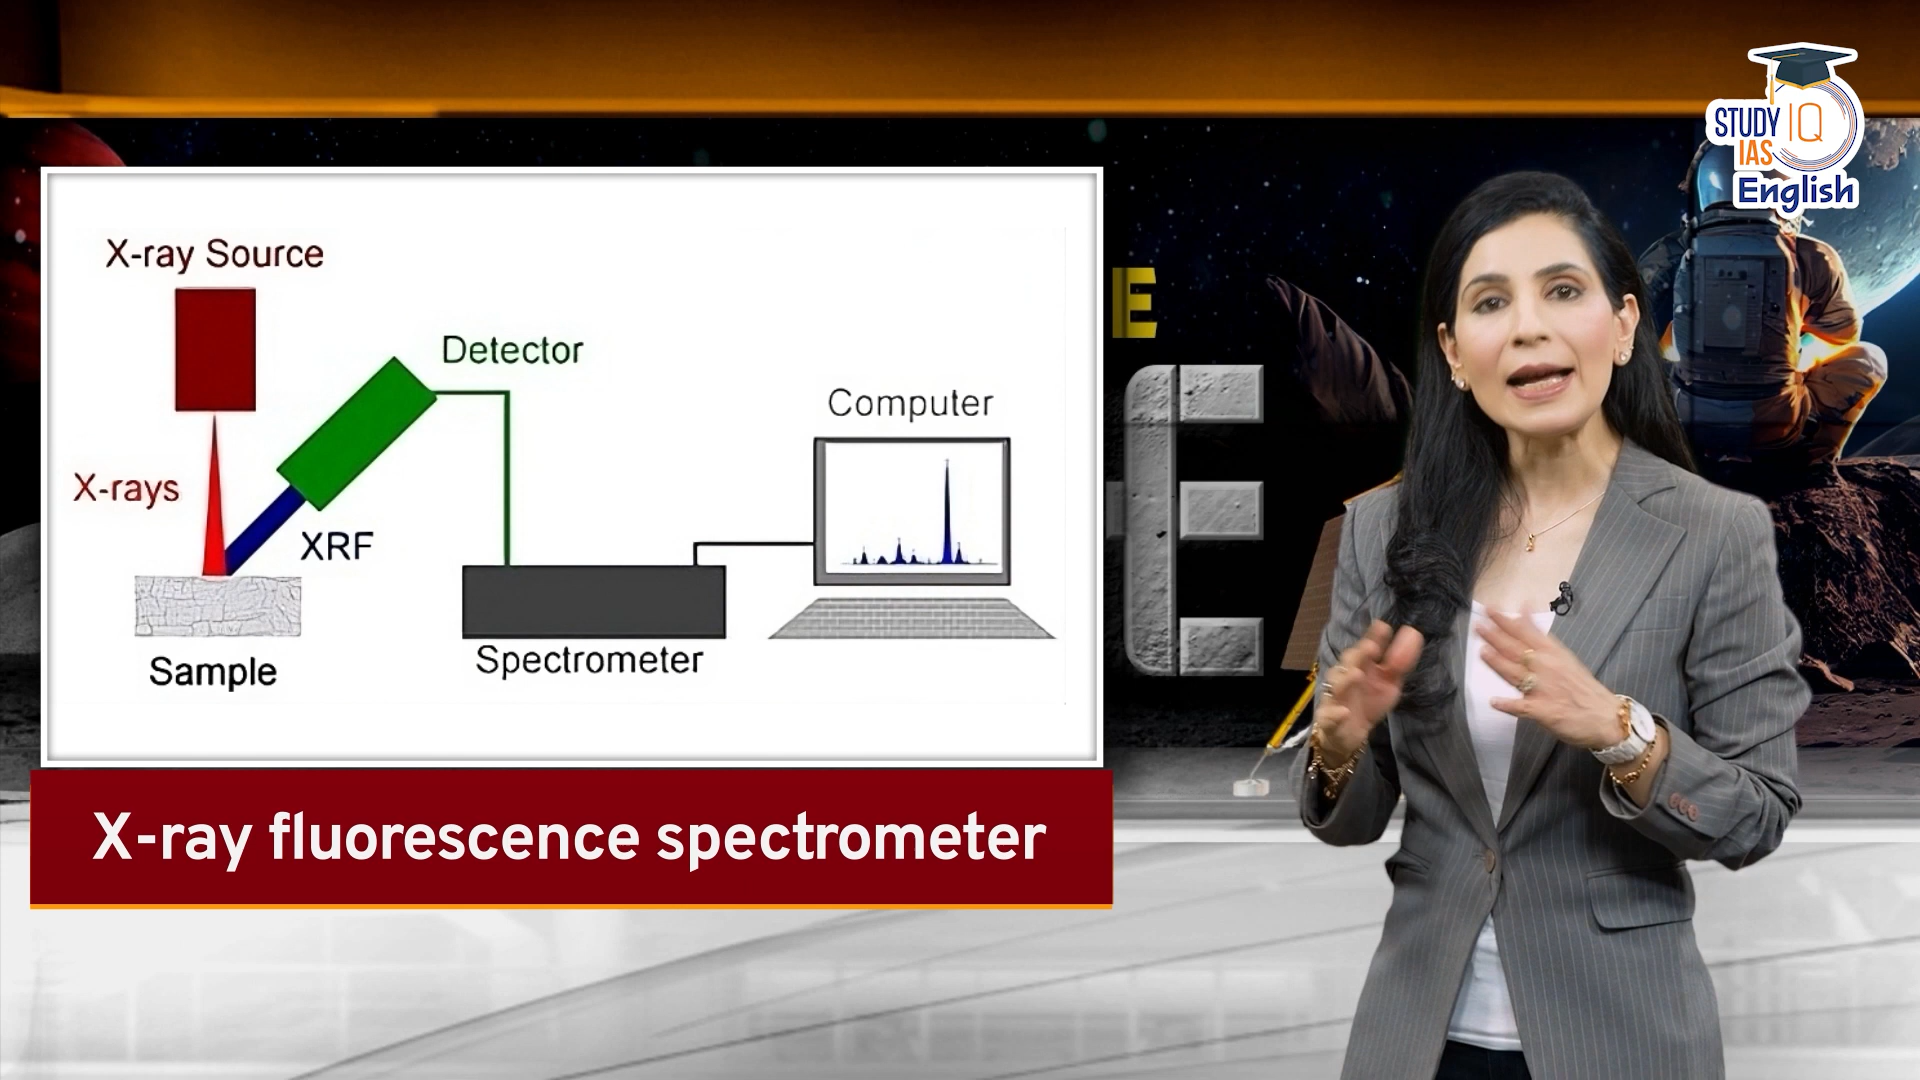 X-ray Source
Detector
Computer
X-rays
XRF
Sample
Spectrometer
X-ray fluorescence spectrometer
E
E
STUDY IQ
IAS
English